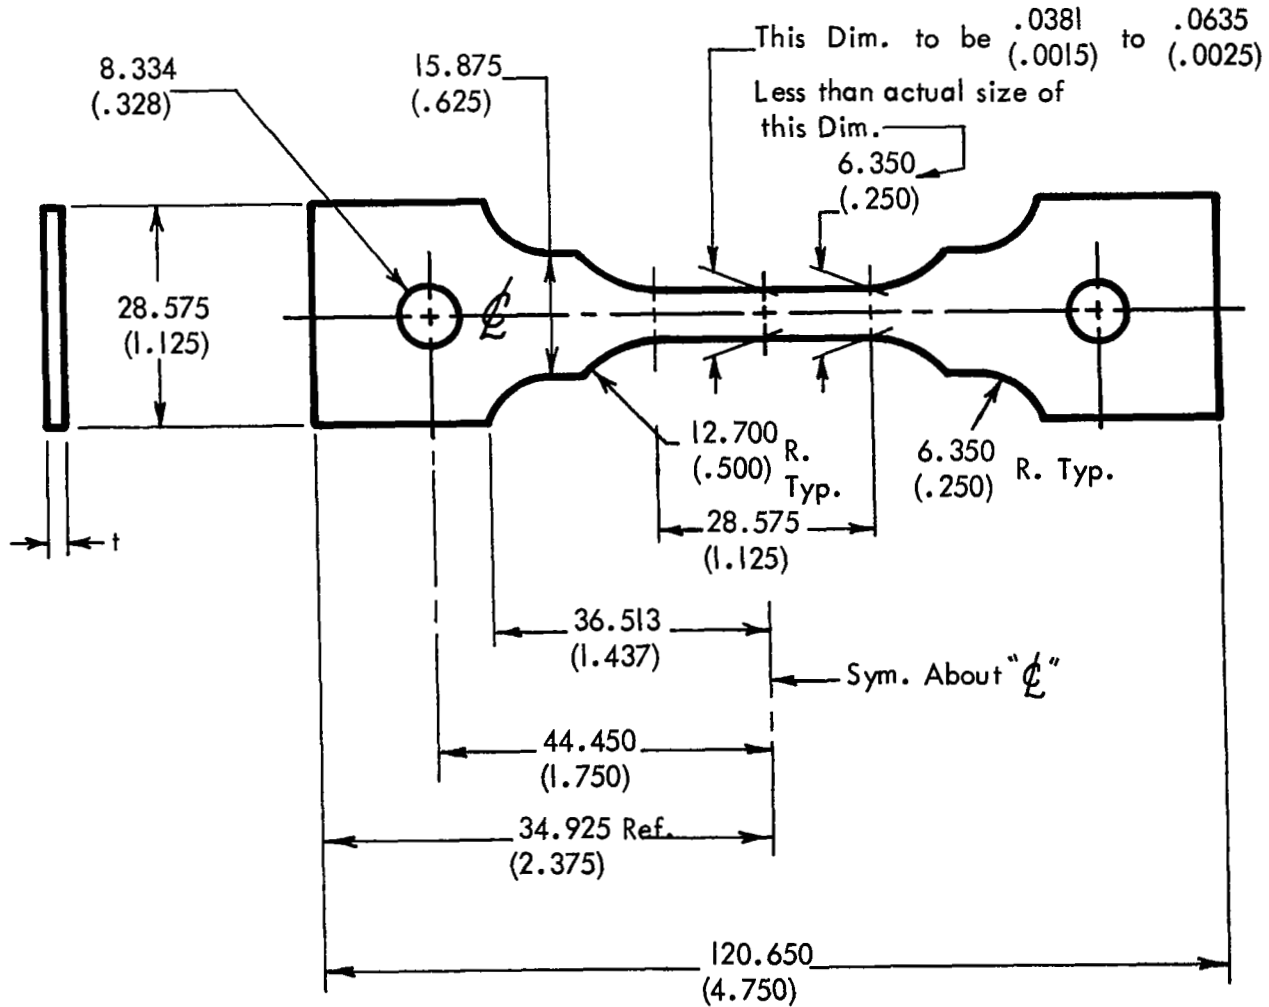 This Dim. to be .0381 to .0635
(.0015) (.0025)
Less than actual size of
this Dim.
6.350
(.250)
8.334
(.328)
15.875
(.625)
28.575
(1.125)
℄
12.700 R.
(.500) Typ.
6.350 R. Typ.
(.250)
28.575
(1.125)
t
36.513
(1.437)
Sym. About "℄"
44.450
(1.750)
34.925 Ref.
(2.375)
120.650
(4.750)